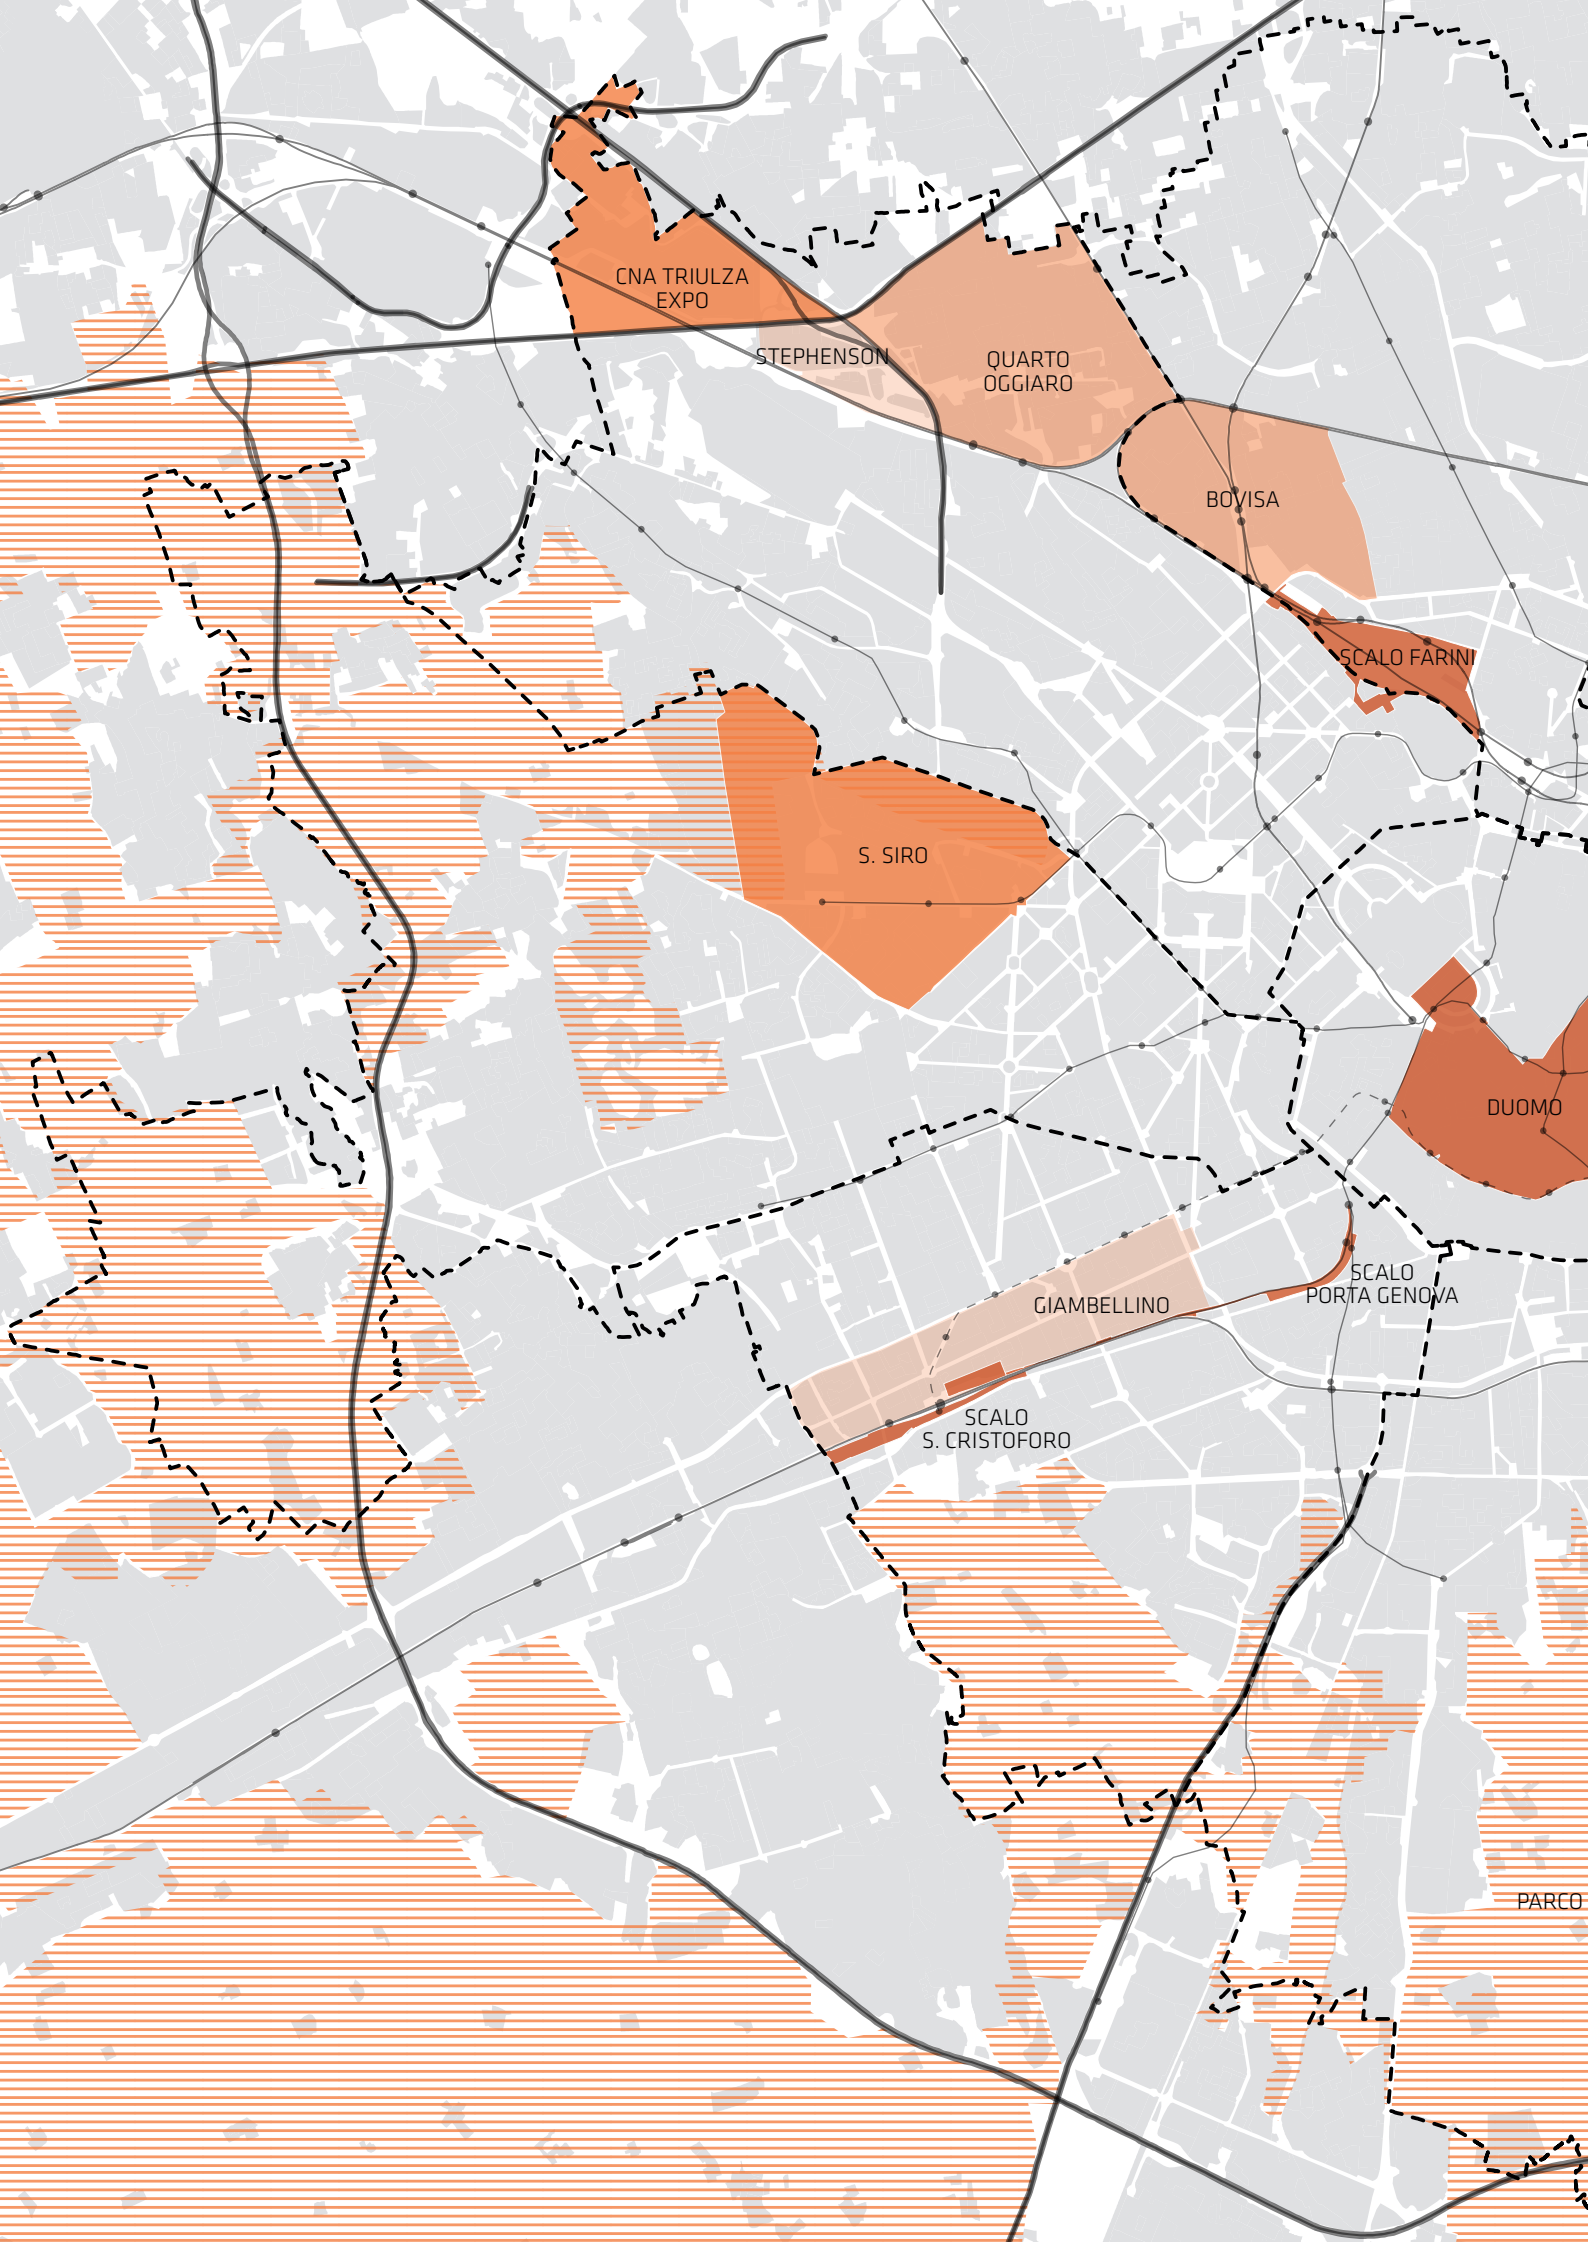 CNA TRIULZA
EXPO
STEPHENSON
QUARTO
OGGIARO
BOVISA
SCALO FARINI
S. SIRO
DUOMO
SCALO
PORTA GENOVA
GIAMBELLINO
SCALO
S. CRISTOFORO
PARCO